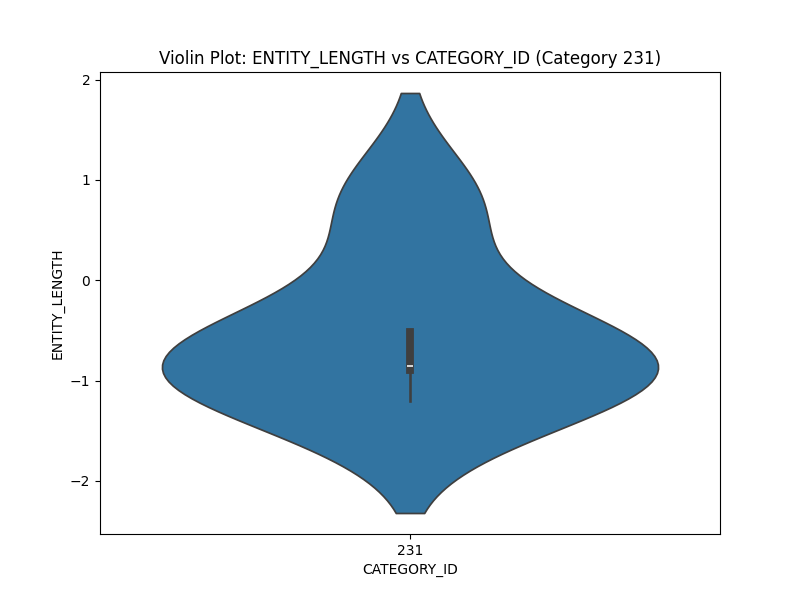 Violin Plot: ENTITY_LENGTH vs CATEGORY_ID (Category 231)
2
1
0
−1
−2
ENTITY_LENGTH
231
CATEGORY_ID